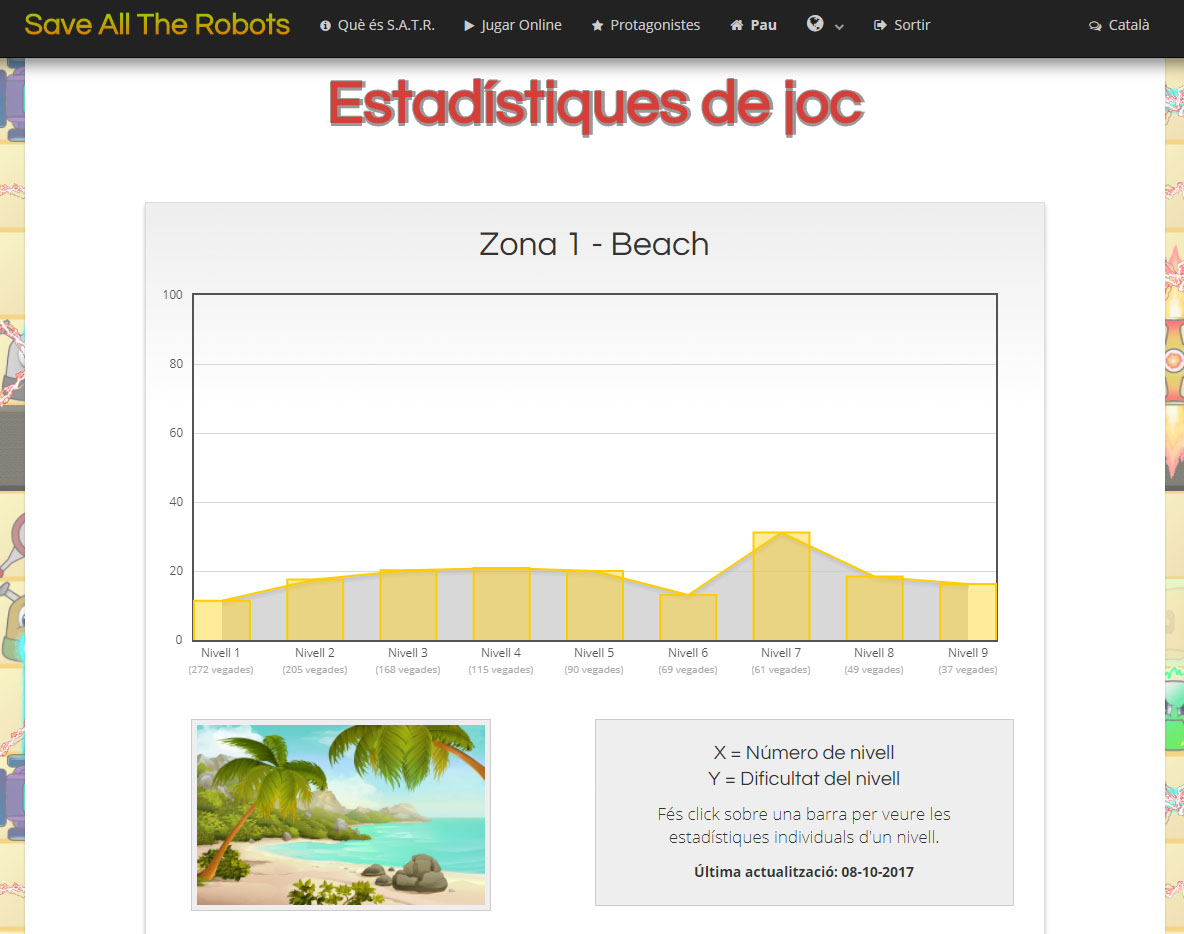 Save All The Robots
Què és S.A.T.R.
Jugar Online
Protagonistes
Pau
Sortir
Català
Estadístiques de joc
Zona 1 - Beach
100
80
60
40
20
0
Nivell 1 Nivell 2 Nivell 3 Nivell 4 Nivell 5 Nivell 6 Nivell 7 Nivell 8 Nivell 9
(272 vegades) (205 vegades) (168 vegades) (115 vegades) (90 vegades) (69 vegades) (61 vegades) (49 vegades) (37 vegades)
X = Número de nivell
Y = Dificultat del nivell
Fés click sobre una barra per veure les
estadístiques individuals d'un nivell.
Última actualització: 08-10-2017